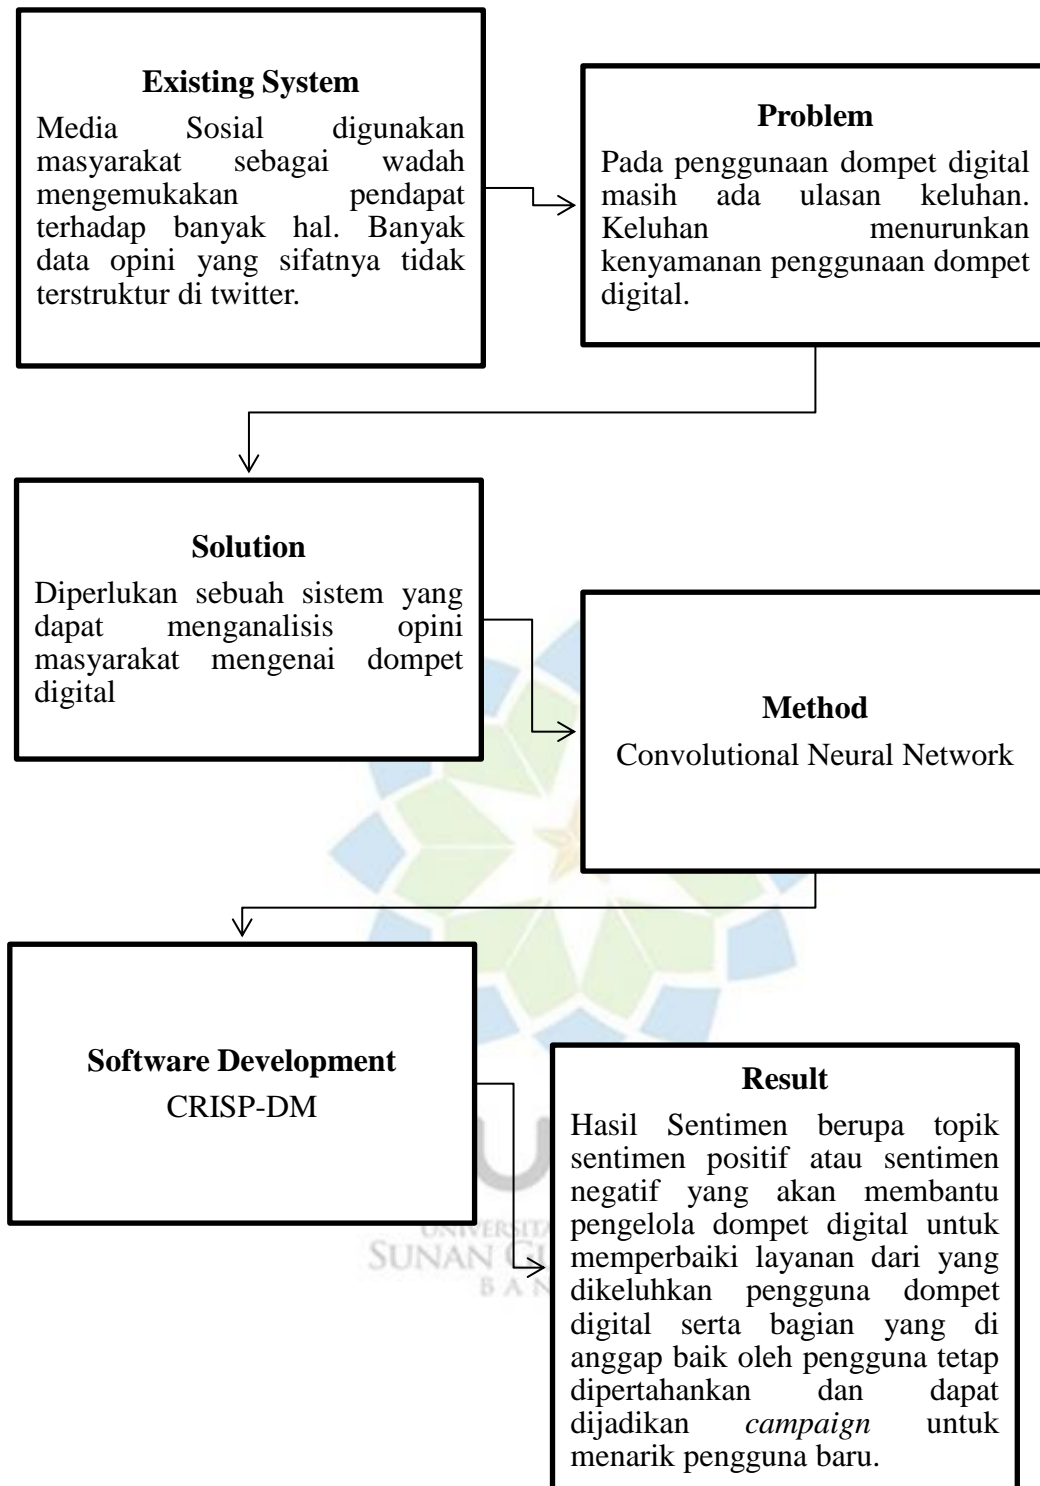 Existing System
Media Sosial digunakan
masyarakat sebagai wadah
mengemukakan pendapat
terhadap banyak hal. Banyak
data opini yang sifatnya tidak
terstruktur di twitter.
Problem
Pada penggunaan dompet digital
masih ada ulasan keluhan.
Keluhan menurunkan
kenyamanan penggunaan dompet
digital.
Solution
Diperlukan sebuah sistem yang
dapat menganalisis opini
masyarakat mengenai dompet
digital
Method
Convolutional Neural Network
Software Development
CRISP-DM
Result
Hasil Sentimen berupa topik
sentimen positif atau sentimen
negatif yang akan membantu
pengelola dompet digital untuk
memperbaiki layanan dari yang
dikeluhkan pengguna dompet
digital serta bagian yang di
anggap baik oleh pengguna tetap
dipertahankan dan dapat
dijadikan campaign untuk
menarik pengguna baru.
SUNAN